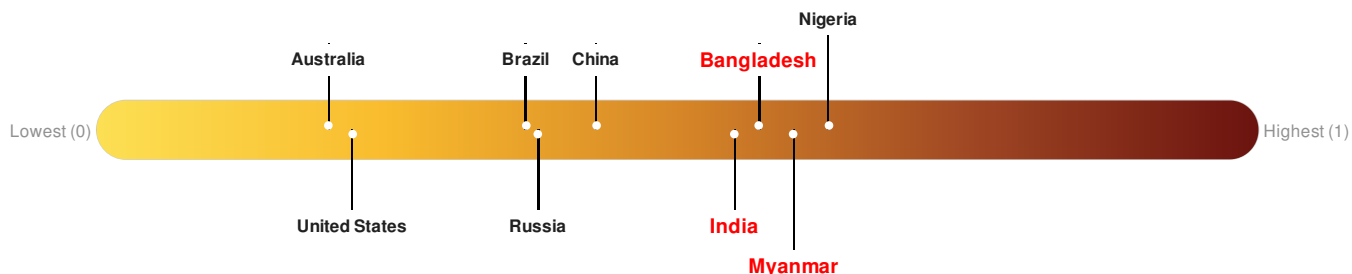 Nigeria
Australia Brazil China Bangladesh
Lowest (0) Highest (1)
United States Russia India
Myanmar